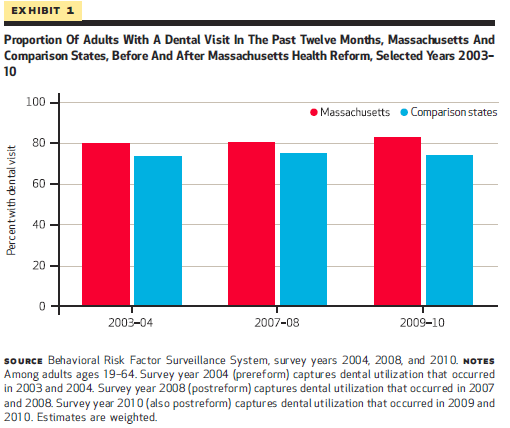 EXHIBIT 1
Proportion Of Adults With A Dental Visit In The Past Twelve Months, Massachusetts And
Comparison States, Before And After Massachusetts Health Reform, Selected Years 2003–
10
Percent with dental visit
100
80
60
40
20
0
Massachusetts
Comparison states
2003–04
2007–08
2009–10
SOURCE Behavioral Risk Factor Surveillance System, survey years 2004, 2008, and 2010. NOTES
Among adults ages 19–64. Survey year 2004 (prereform) captures dental utilization that occurred
in 2003 and 2004. Survey year 2008 (postreform) captures dental utilization that occurred in 2007
and 2008. Survey year 2010 (also postreform) captures dental utilization that occurred in 2009 and
2010. Estimates are weighted.